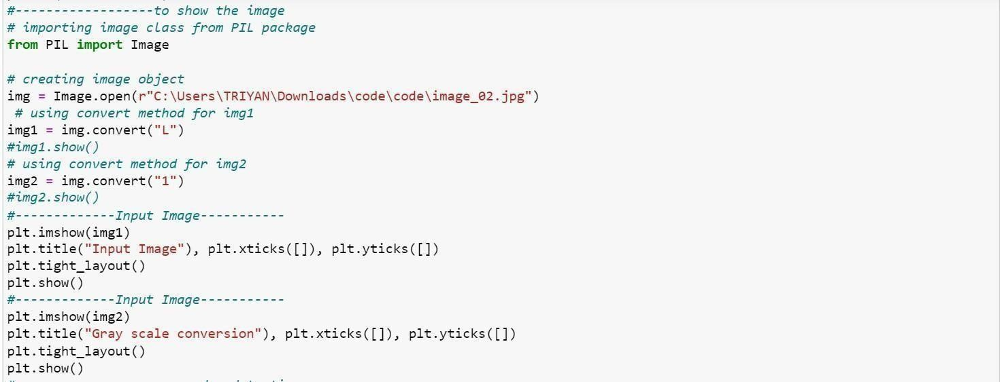 #------------------to show the image
# importing image class from PIL package
from PIL import Image
# creating image object
img = Image.open(r"C:\Users\TRIYAN\Downloads\code\code\image_02.jpg")
# using convert method for img1
img1 = img.convert("L")
#img1.show()
# using convert method for img2
img2 = img.convert("1")
#img2.show()
#-------------Input Image-----------
plt.imshow(img1)
plt.title("Input Image"), plt.xticks([]), plt.yticks([])
plt.tight_layout()
plt.show()
#-------------Input Image-----------
plt.imshow(img2)
plt.title("Gray scale conversion"), plt.xticks([]), plt.yticks([])
plt.tight_layout()
plt.show()